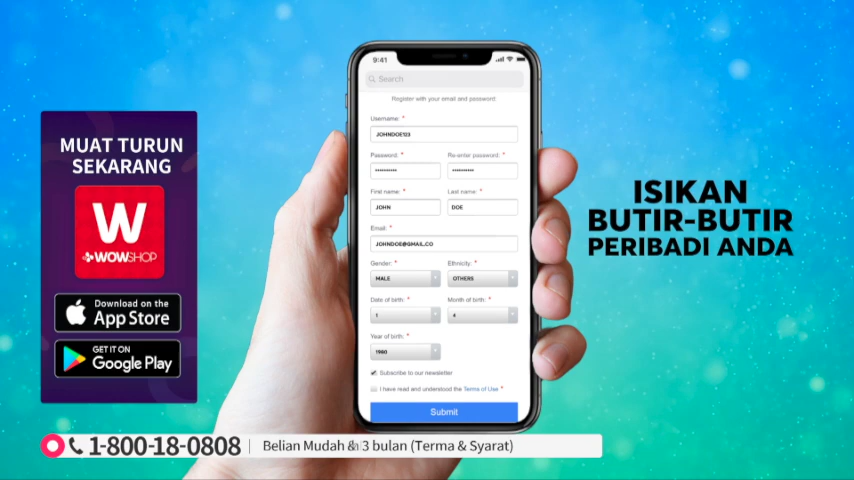 MUAT TURUN
SEKARANG
W
WOWSHOP
Download on the
App Store
GET IT ON
Google Play
9:41
Search
Register with your email and password
Username: *
JOHNDOE123
Password: * Re-enter password: *
•••••••••• ••••••••••
First name: * Last name: *
JOHN DOE
Email: *
JOHNDOE@GMAIL.CO
Gender: * Ethnicity: *
MALE OTHERS
Date of birth: * Month of birth: *
1 4
Year of birth: *
1980
Subscribe to our newsletter
I have read and understood the Terms of Use *
Submit
ISIKAN
BUTIR-BUTIR
PERIBADI ANDA
1-800-18-0808 Belian Mudah & 3 bulan (Terma & Syarat)